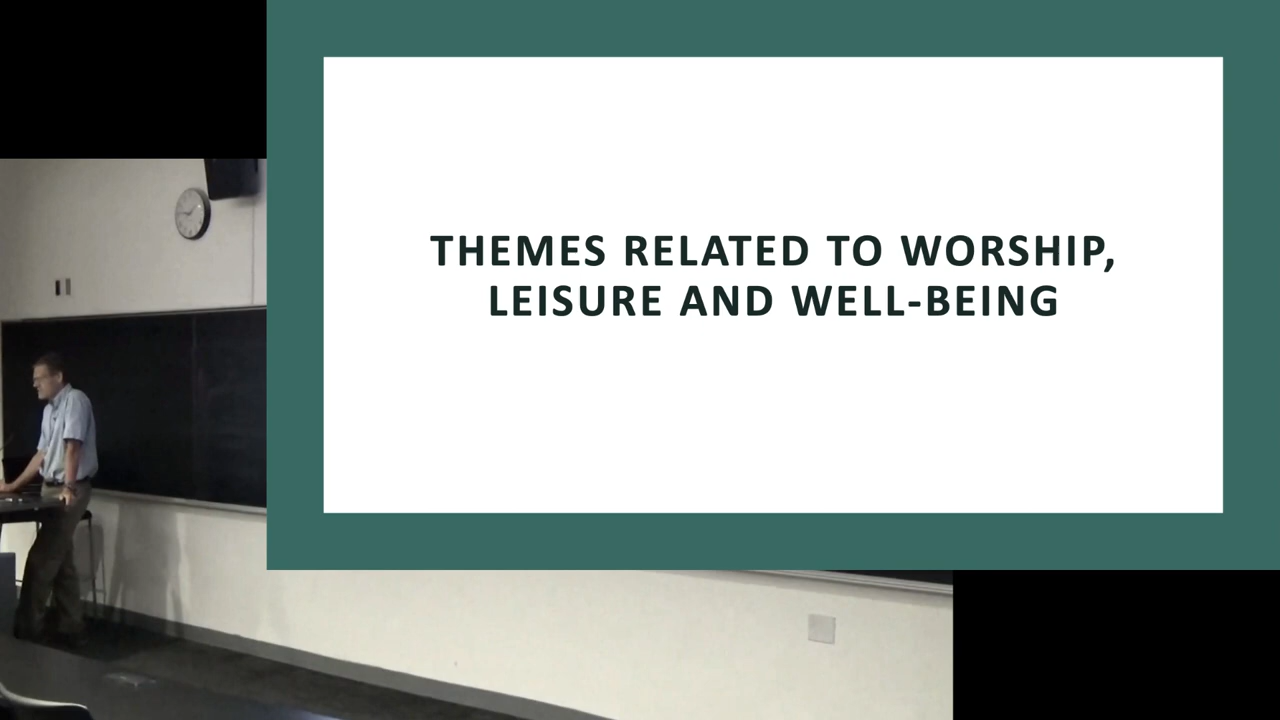 THEMES RELATED TO WORSHIP,
LEISURE AND WELL-BEING